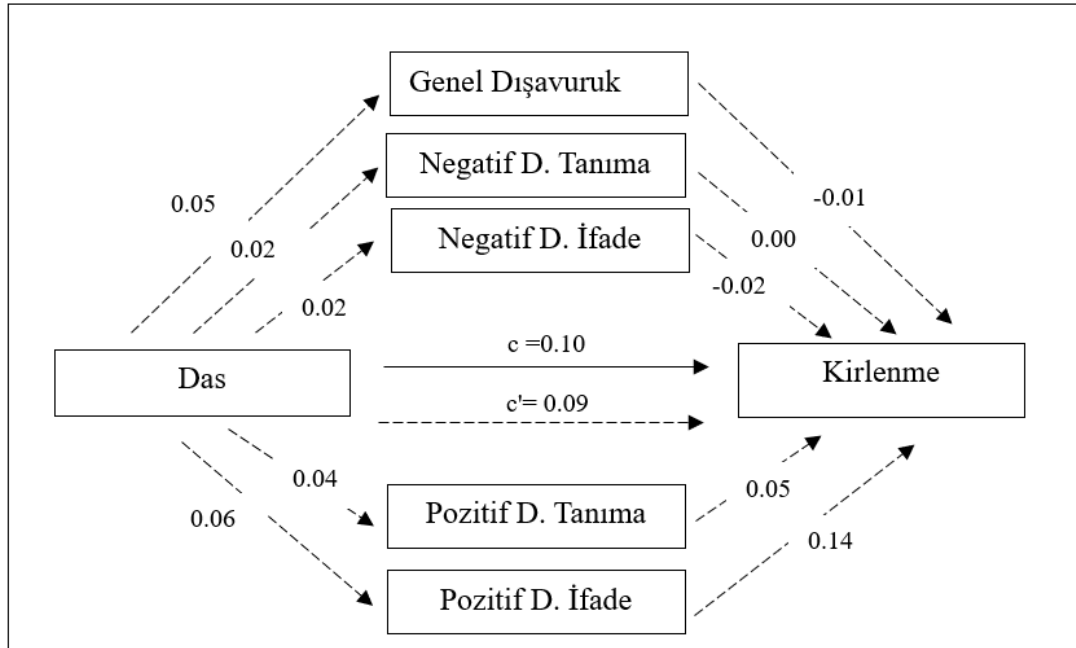 Genel Dışavuruk
Negatif D. Tanıma
0.05
-0.01
Negatif D. İfade
0.02
0.00
0.02
-0.02
c =0.10
Das
Kirlenme
c'= 0.09
0.04
0.05
Pozitif D. Tanıma
0.06
0.14
Pozitif D. İfade